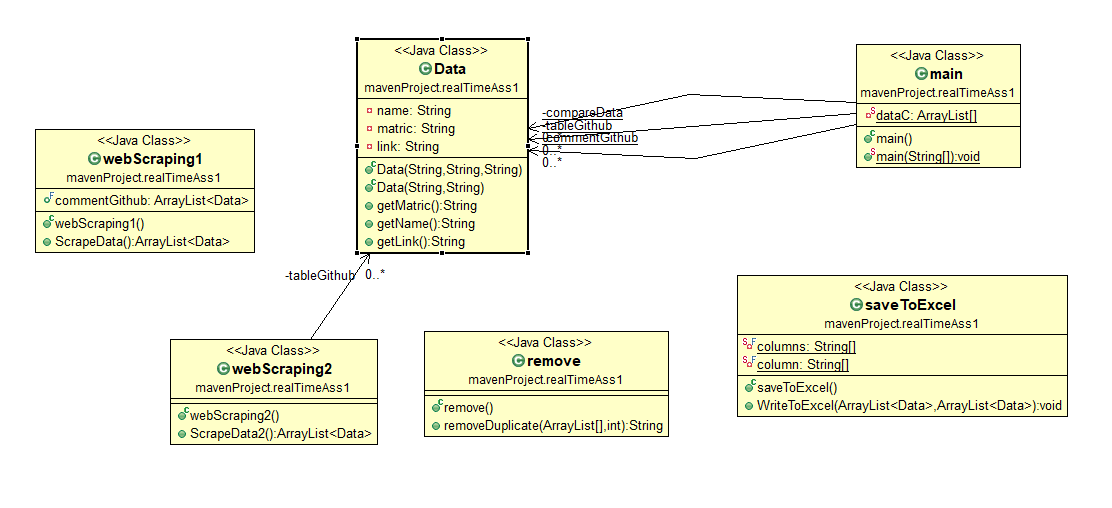 <<Java Class>>
Data
mavenProject.realTimeAss1
name: String
matric: String
link: String
Data(String,String,String)
Data(String,String)
getMatric():String
getName():String
getLink():String
<<Java Class>>
main
mavenProject.realTimeAss1
dataC: ArrayList[]
main()
main(String[]):void
-compareData
-tableGithub
-commentGithub
0..*
0..*
<<Java Class>>
webScraping1
mavenProject.realTimeAss1
commentGithub: ArrayList<Data>
webScraping1()
ScrapeData():ArrayList<Data>
-tableGithub 0..*
<<Java Class>>
webScraping2
mavenProject.realTimeAss1
webScraping2()
ScrapeData2():ArrayList<Data>
<<Java Class>>
remove
mavenProject.realTimeAss1
remove()
removeDuplicate(ArrayList[],int):String
<<Java Class>>
saveToExcel
mavenProject.realTimeAss1
columns: String[]
column: String[]
saveToExcel()
WriteToExcel(ArrayList<Data>,ArrayList<Data>):void